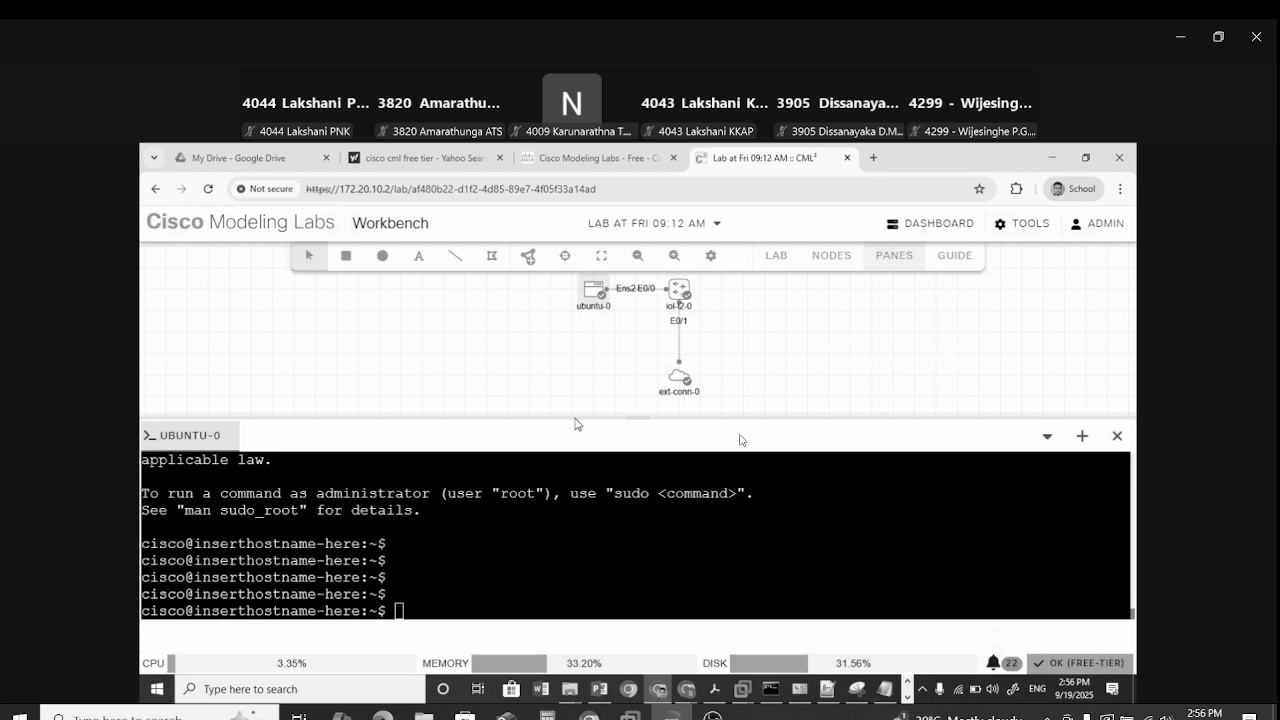 4044 Lakshani P... 3820 Amarathu... N 4043 Lakshani K... 3905 Dissanaya... 4299 - Wijesing...
4044 Lakshani PNK 3820 Amarathunga ATS 4009 Karunarathna T... 4043 Lakshani KKAP 3905 Dissanayaka D.M... 4299 - Wijesinghe P.G....
My Drive - Google Drive cisco cml free tier - Yahoo Sear Cisco Modeling Labs - Free - C Lab at Fri 09:12 AM :: CML²
Not secure https://172.20.10.2/lab/af480b22-d1f2-4d85-89e7-4f05f33a14ad School
Cisco Modeling Labs Workbench LAB AT FRI 09:12 AM DASHBOARD TOOLS ADMIN
A LAB NODES PANES GUIDE
Ens2 E0/0
ubuntu-0 iol-l2-0
E0/1
ext-conn-0
UBUNTU-0
applicable law.
To run a command as administrator (user "root"), use "sudo <command>".
See "man sudo_root" for details.
cisco@inserthostname-here:~$
cisco@inserthostname-here:~$
cisco@inserthostname-here:~$
cisco@inserthostname-here:~$
cisco@inserthostname-here:~$
CPU 3.35% MEMORY 33.20% DISK 31.56% 22 OK (FREE-TIER)
Type here to search ENG 2:56 PM
9/19/2025
Type here to search Mostly cloudy 2:56 PM